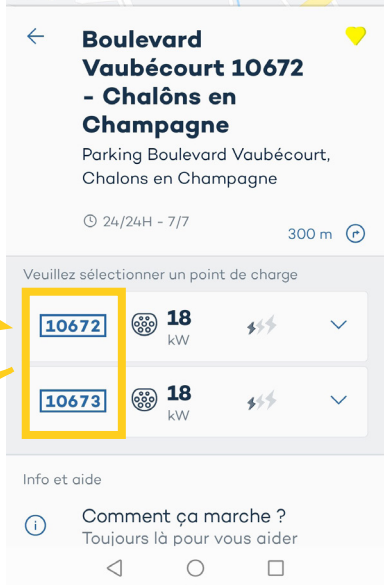 Boulevard
Vaubécourt 10672
- Chalôns en
Champagne
Parking Boulevard Vaubécourt,
Chalons en Champagne
24/24H - 7/7
300 m
Veuillez sélectionner un point de charge
10672 18
kW
10673 18
kW
Info et aide
Comment ça marche ?
Toujours là pour vous aider